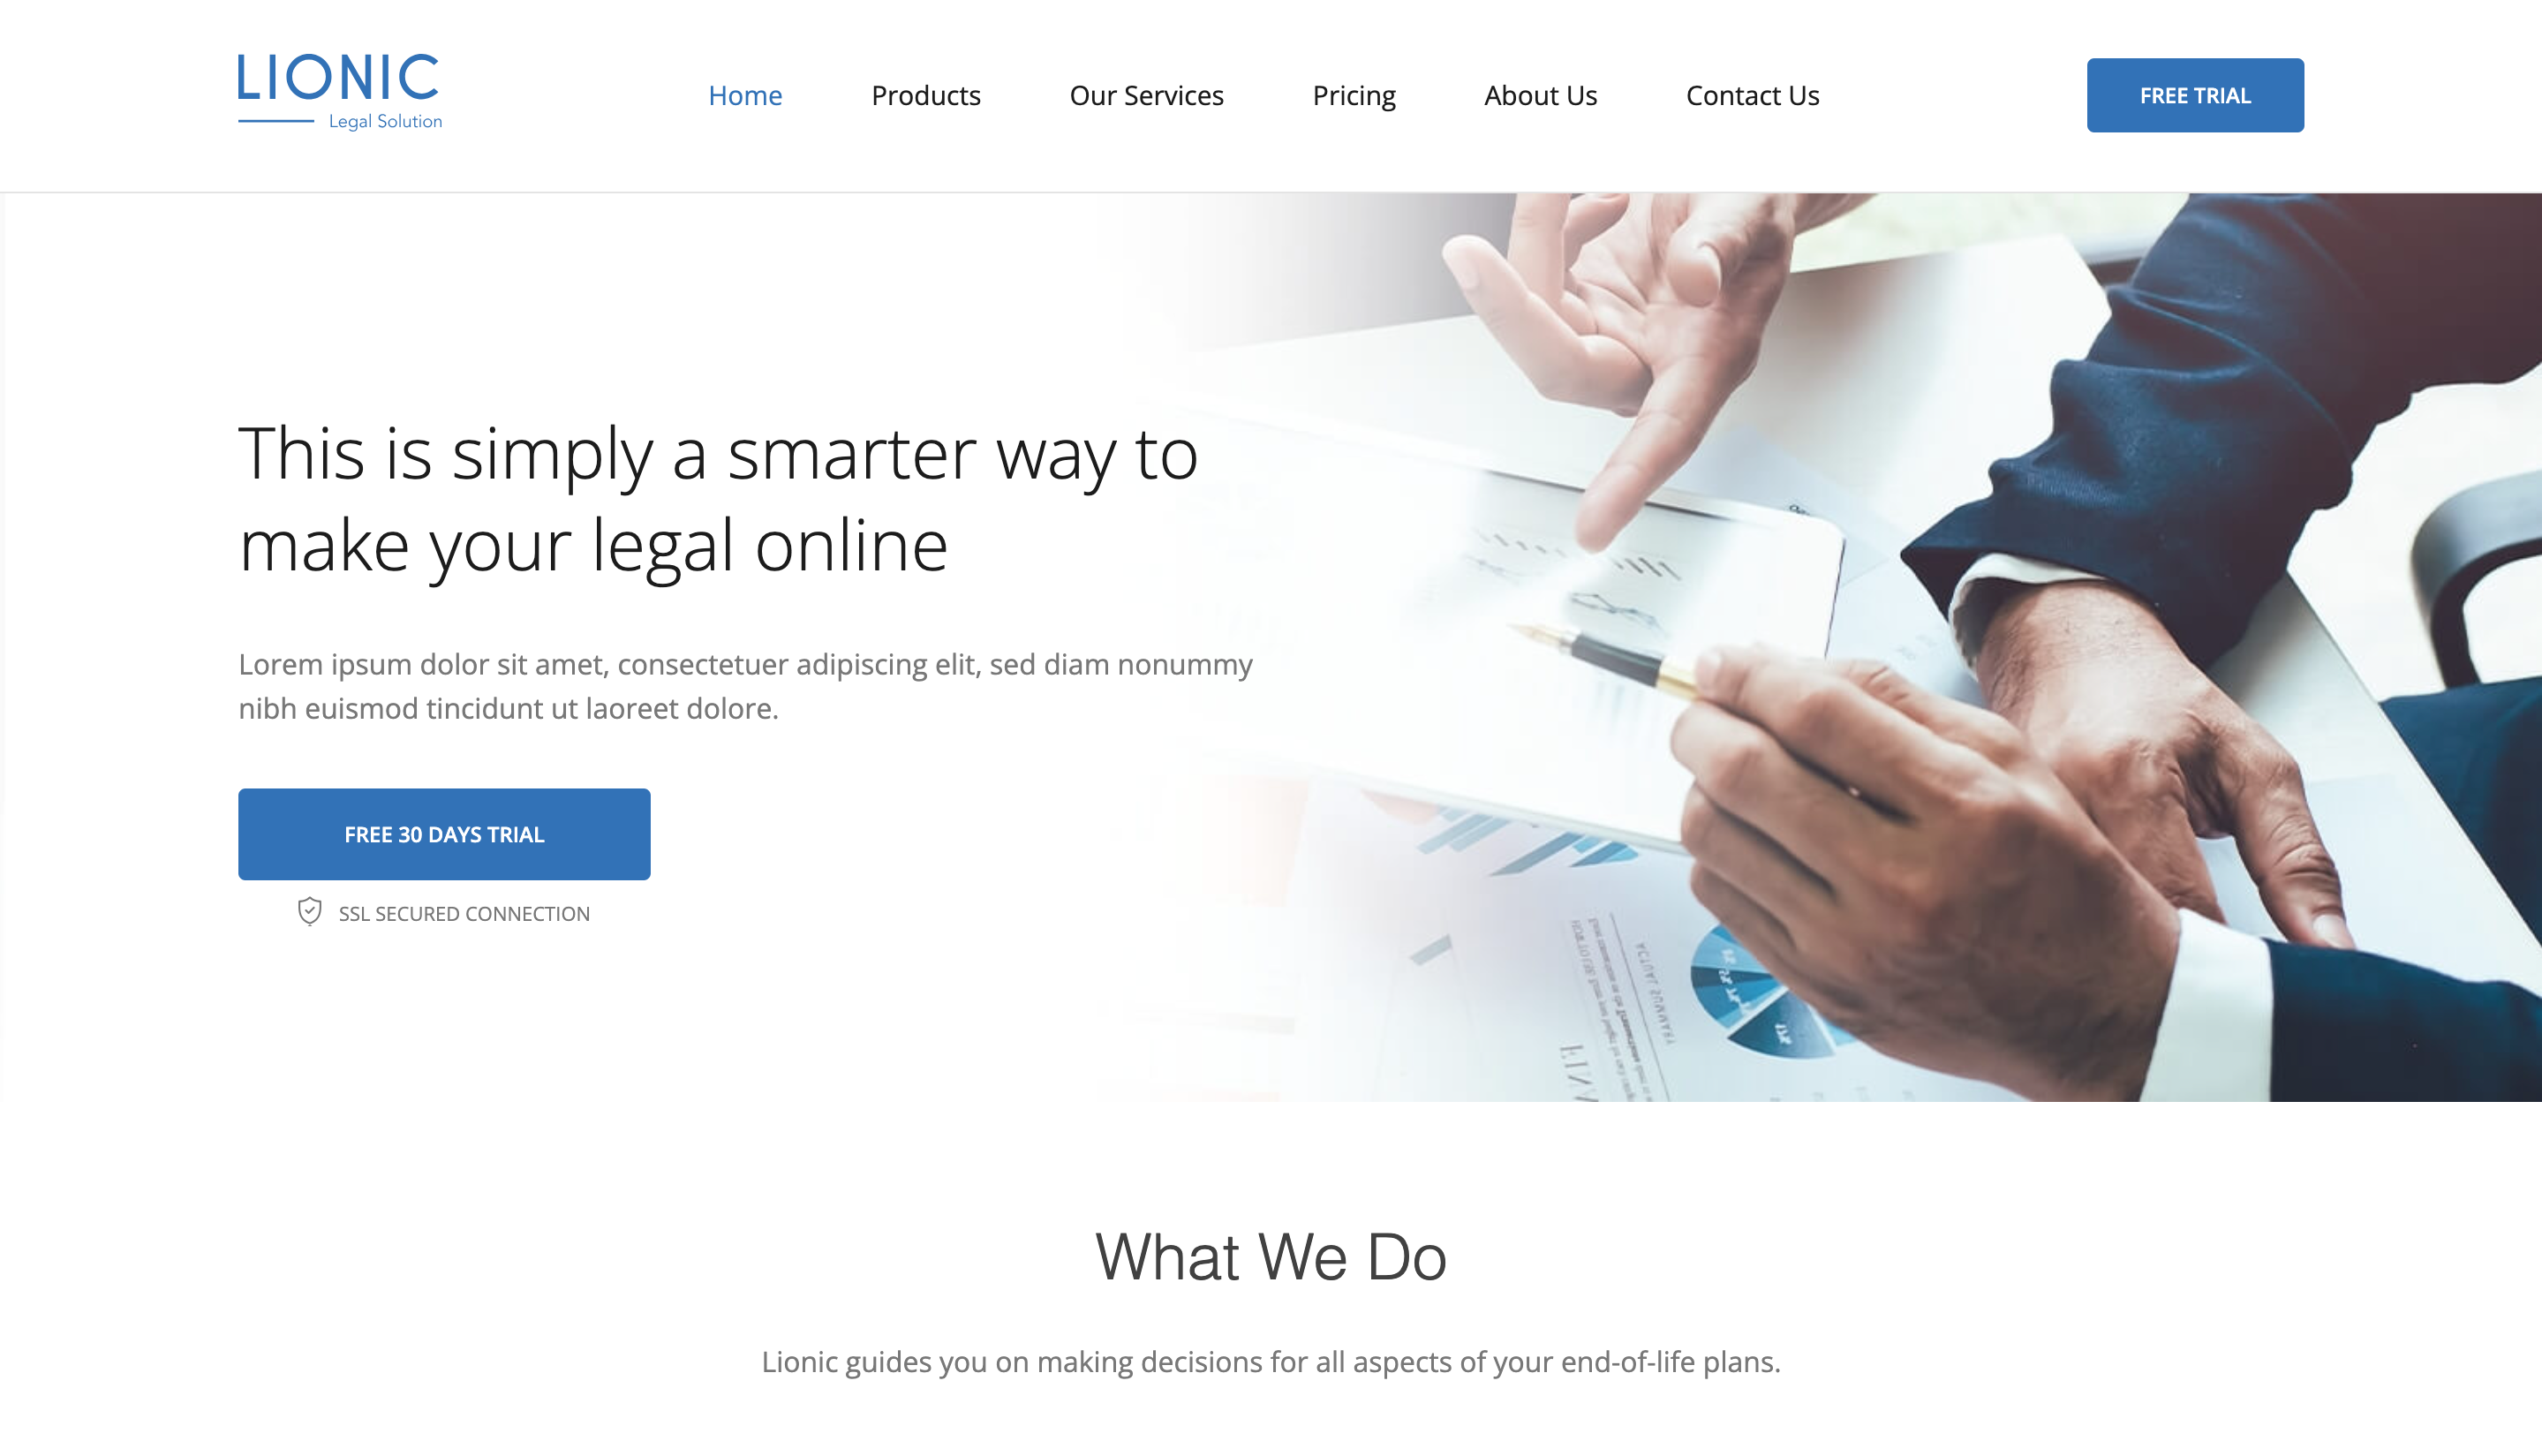 LIONIC
Legal Solution
Home
Products
Our Services
Pricing
About Us
Contact Us
FREE TRIAL
This is simply a smarter way to
make your legal online
Lorem ipsum dolor sit amet, consectetuer adipiscing elit, sed diam nonummy
nibh euismod tincidunt ut laoreet dolore.
FREE 30 DAYS TRIAL
SSL SECURED CONNECTION
What We Do
Lionic guides you on making decisions for all aspects of your end-of-life plans.